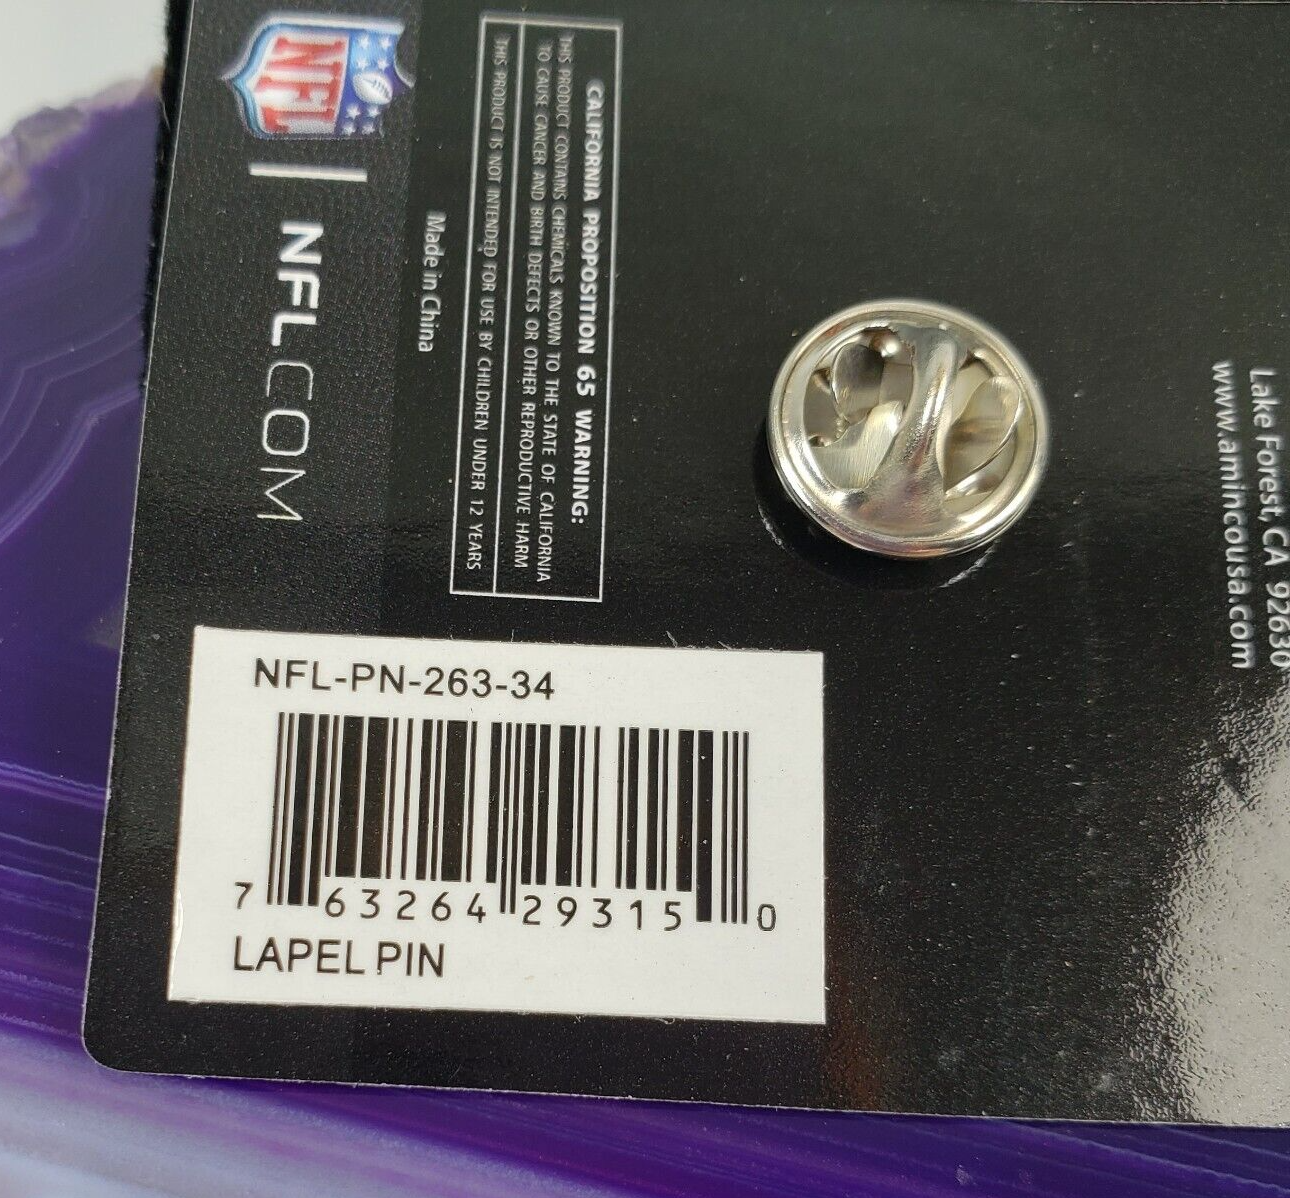 NFL
NFLCOM
Made in China
CALIFORNIA PROPOSITION 65 WARNING:
THIS PRODUCT CONTAINS CHEMICALS KNOWN TO THE STATE OF CALIFORNIA
TO CAUSE CANCER AND BIRTH DEFECTS OR OTHER REPRODUCTIVE HARM
THIS PRODUCT IS NOT INTENDED FOR USE BY CHILDREN UNDER 12 YEARS
Lake Forest, CA 92630
www.amincousa.com
NFL-PN-263-34
7 63264 29315 0
LAPEL PIN